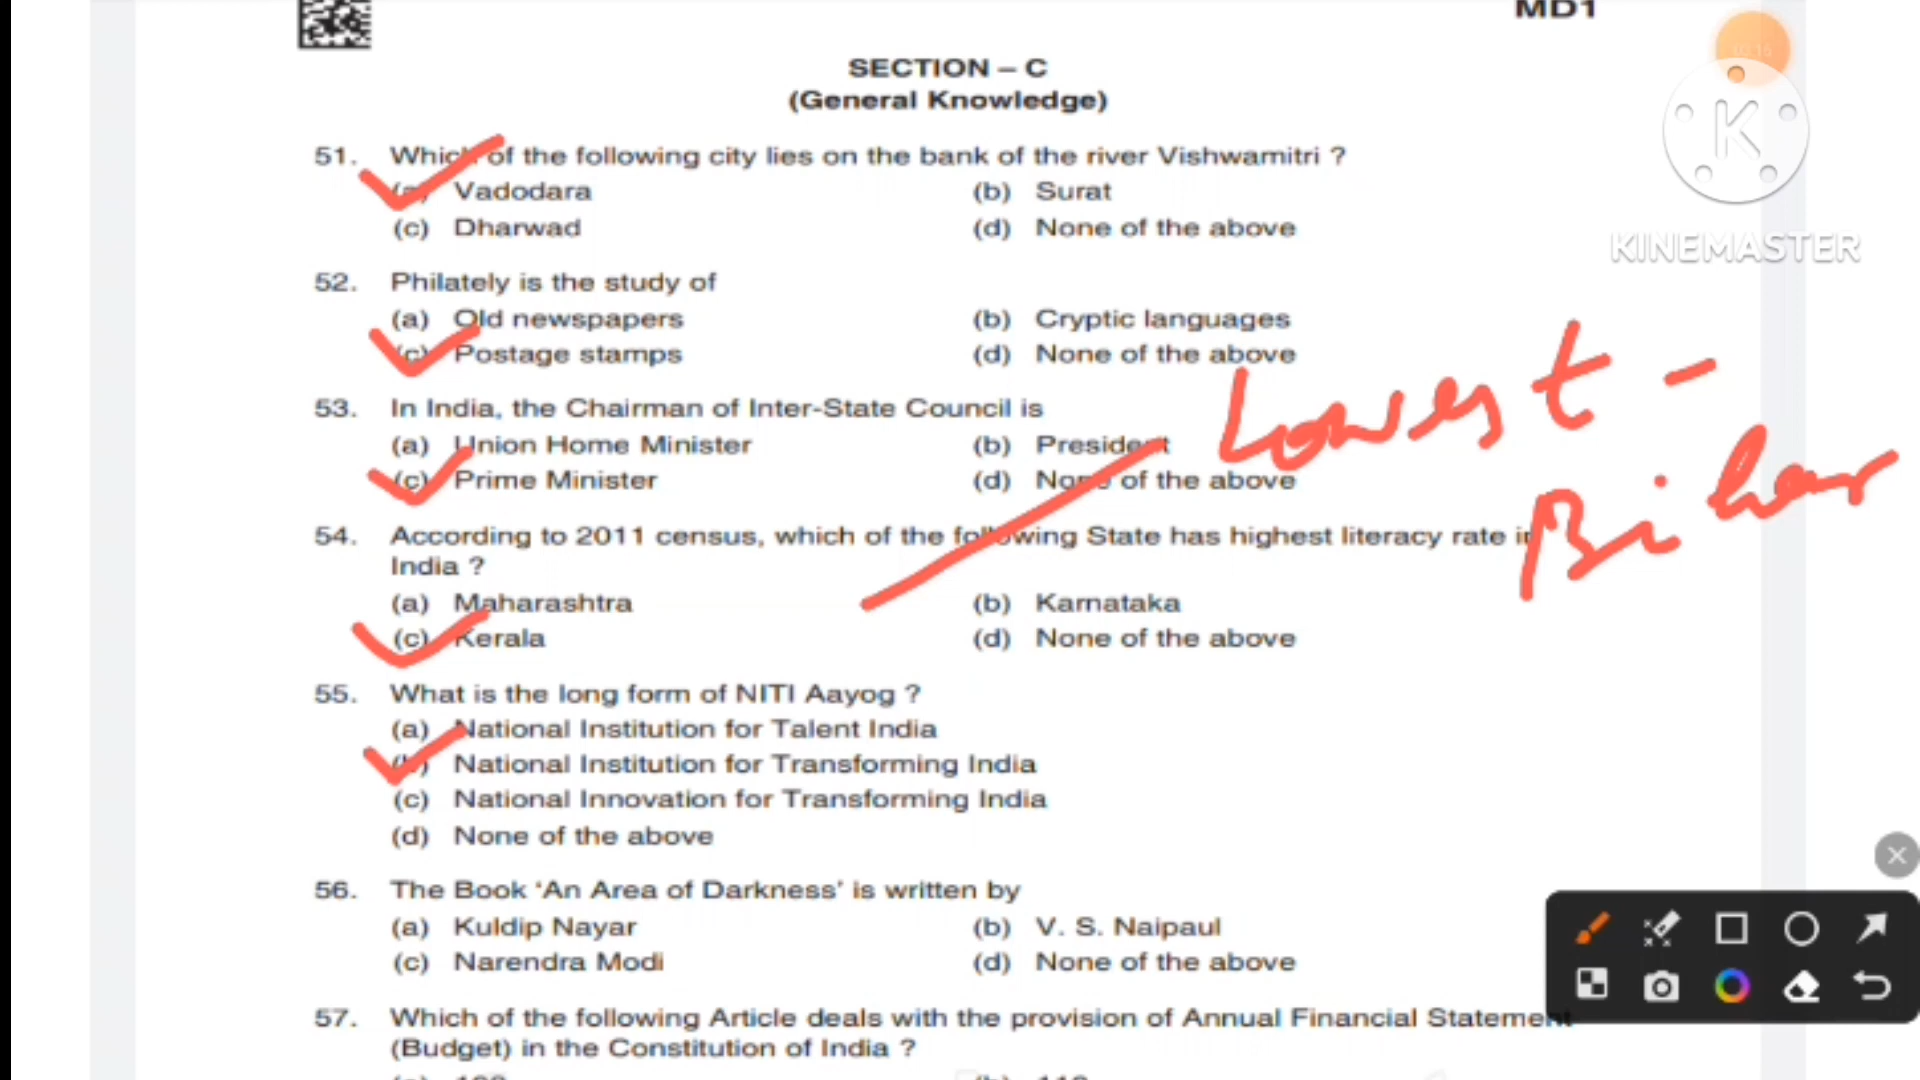 MD1
10:16
SECTION – C
(General Knowledge)
KINEMASTER
51. Which of the following city lies on the bank of the river Vishwamitri ?
(a) Vadodara (b) Surat
(c) Dharwad (d) None of the above
52. Philately is the study of
(a) Old newspapers (b) Cryptic languages
(c) Postage stamps (d) None of the above
Lowest -
Bihar
53. In India, the Chairman of Inter-State Council is
(a) Union Home Minister (b) President
(c) Prime Minister (d) None of the above
54. According to 2011 census, which of the following State has highest literacy rate in
India ?
(a) Maharashtra (b) Karnataka
(c) Kerala (d) None of the above
55. What is the long form of NITI Aayog ?
(a) National Institution for Talent India
(b) National Institution for Transforming India
(c) National Innovation for Transforming India
(d) None of the above
56. The Book ‘An Area of Darkness’ is written by
(a) Kuldip Nayar (b) V. S. Naipaul
(c) Narendra Modi (d) None of the above
57. Which of the following Article deals with the provision of Annual Financial Statement
(Budget) in the Constitution of India ?